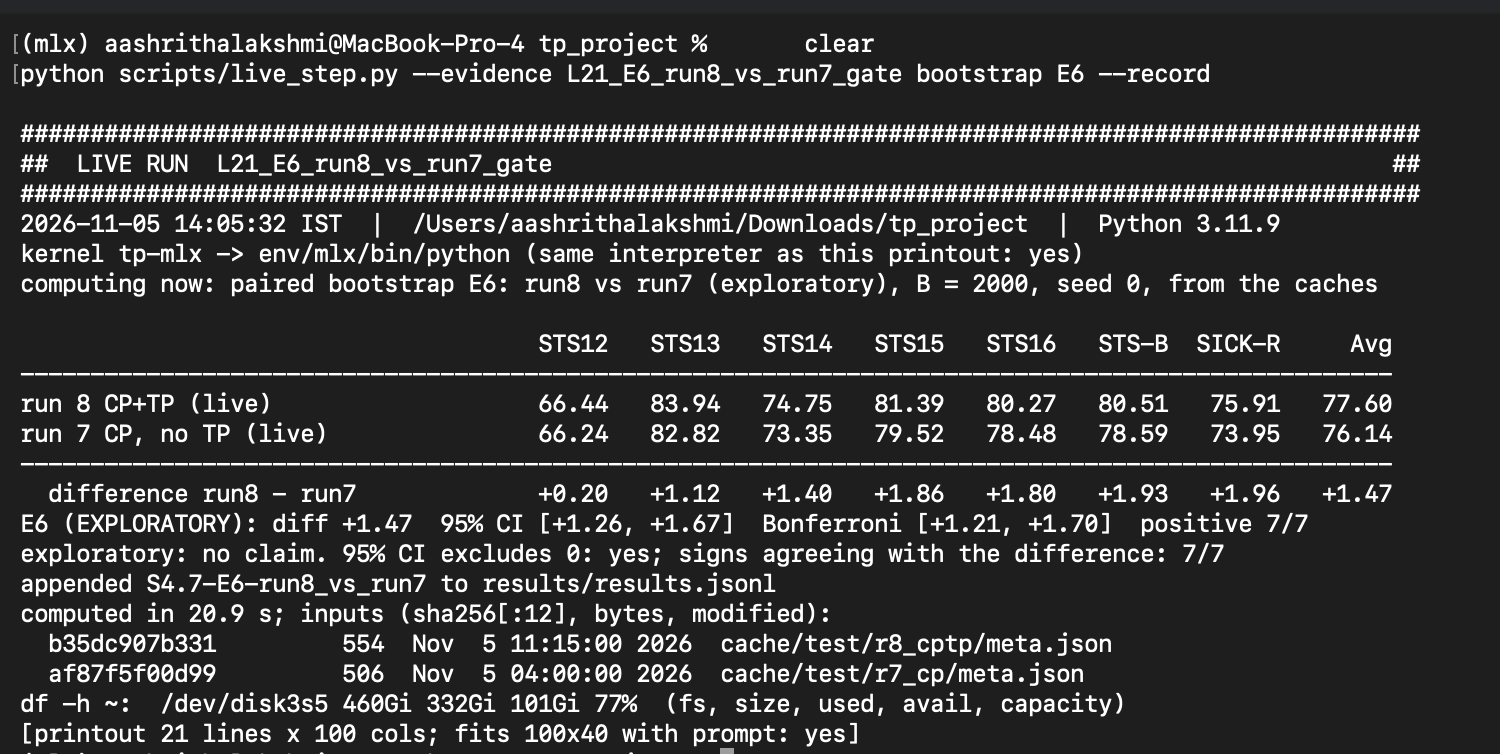 [(mlx) aashrithalakshmi@MacBook-Pro-4 tp_project %       clear
[python scripts/live_step.py --evidence L21_E6_run8_vs_run7_gate bootstrap E6 --record
####################################################################################################
##  LIVE RUN  L21_E6_run8_vs_run7_gate                                                            ##
####################################################################################################
2026-11-05 14:05:32 IST  |  /Users/aashrithalakshmi/Downloads/tp_project  |  Python 3.11.9
kernel tp-mlx -> env/mlx/bin/python (same interpreter as this printout: yes)
computing now: paired bootstrap E6: run8 vs run7 (exploratory), B = 2000, seed 0, from the caches
                                     STS12   STS13   STS14   STS15   STS16   STS-B  SICK-R     Avg
--------------------------------------------------------------------------------------------------
run 8 CP+TP (live)                   66.44   83.94   74.75   81.39   80.27   80.51   75.91   77.60
run 7 CP, no TP (live)               66.24   82.82   73.35   79.52   78.48   78.59   73.95   76.14
--------------------------------------------------------------------------------------------------
  difference run8 - run7             +0.20   +1.12   +1.40   +1.86   +1.80   +1.93   +1.96   +1.47
E6 (EXPLORATORY): diff +1.47  95% CI [+1.26, +1.67]  Bonferroni [+1.21, +1.70]  positive 7/7
exploratory: no claim. 95% CI excludes 0: yes; signs agreeing with the difference: 7/7
appended S4.7-E6-run8_vs_run7 to results/results.jsonl
computed in 20.9 s; inputs (sha256[:12], bytes, modified):
  b35dc907b331         554  Nov  5 11:15:00 2026  cache/test/r8_cptp/meta.json
  af87f5f00d99         506  Nov  5 04:00:00 2026  cache/test/r7_cp/meta.json
df -h ~:  /dev/disk3s5 460Gi 332Gi 101Gi 77%  (fs, size, used, avail, capacity)
[printout 21 lines x 100 cols; fits 100x40 with prompt: yes]